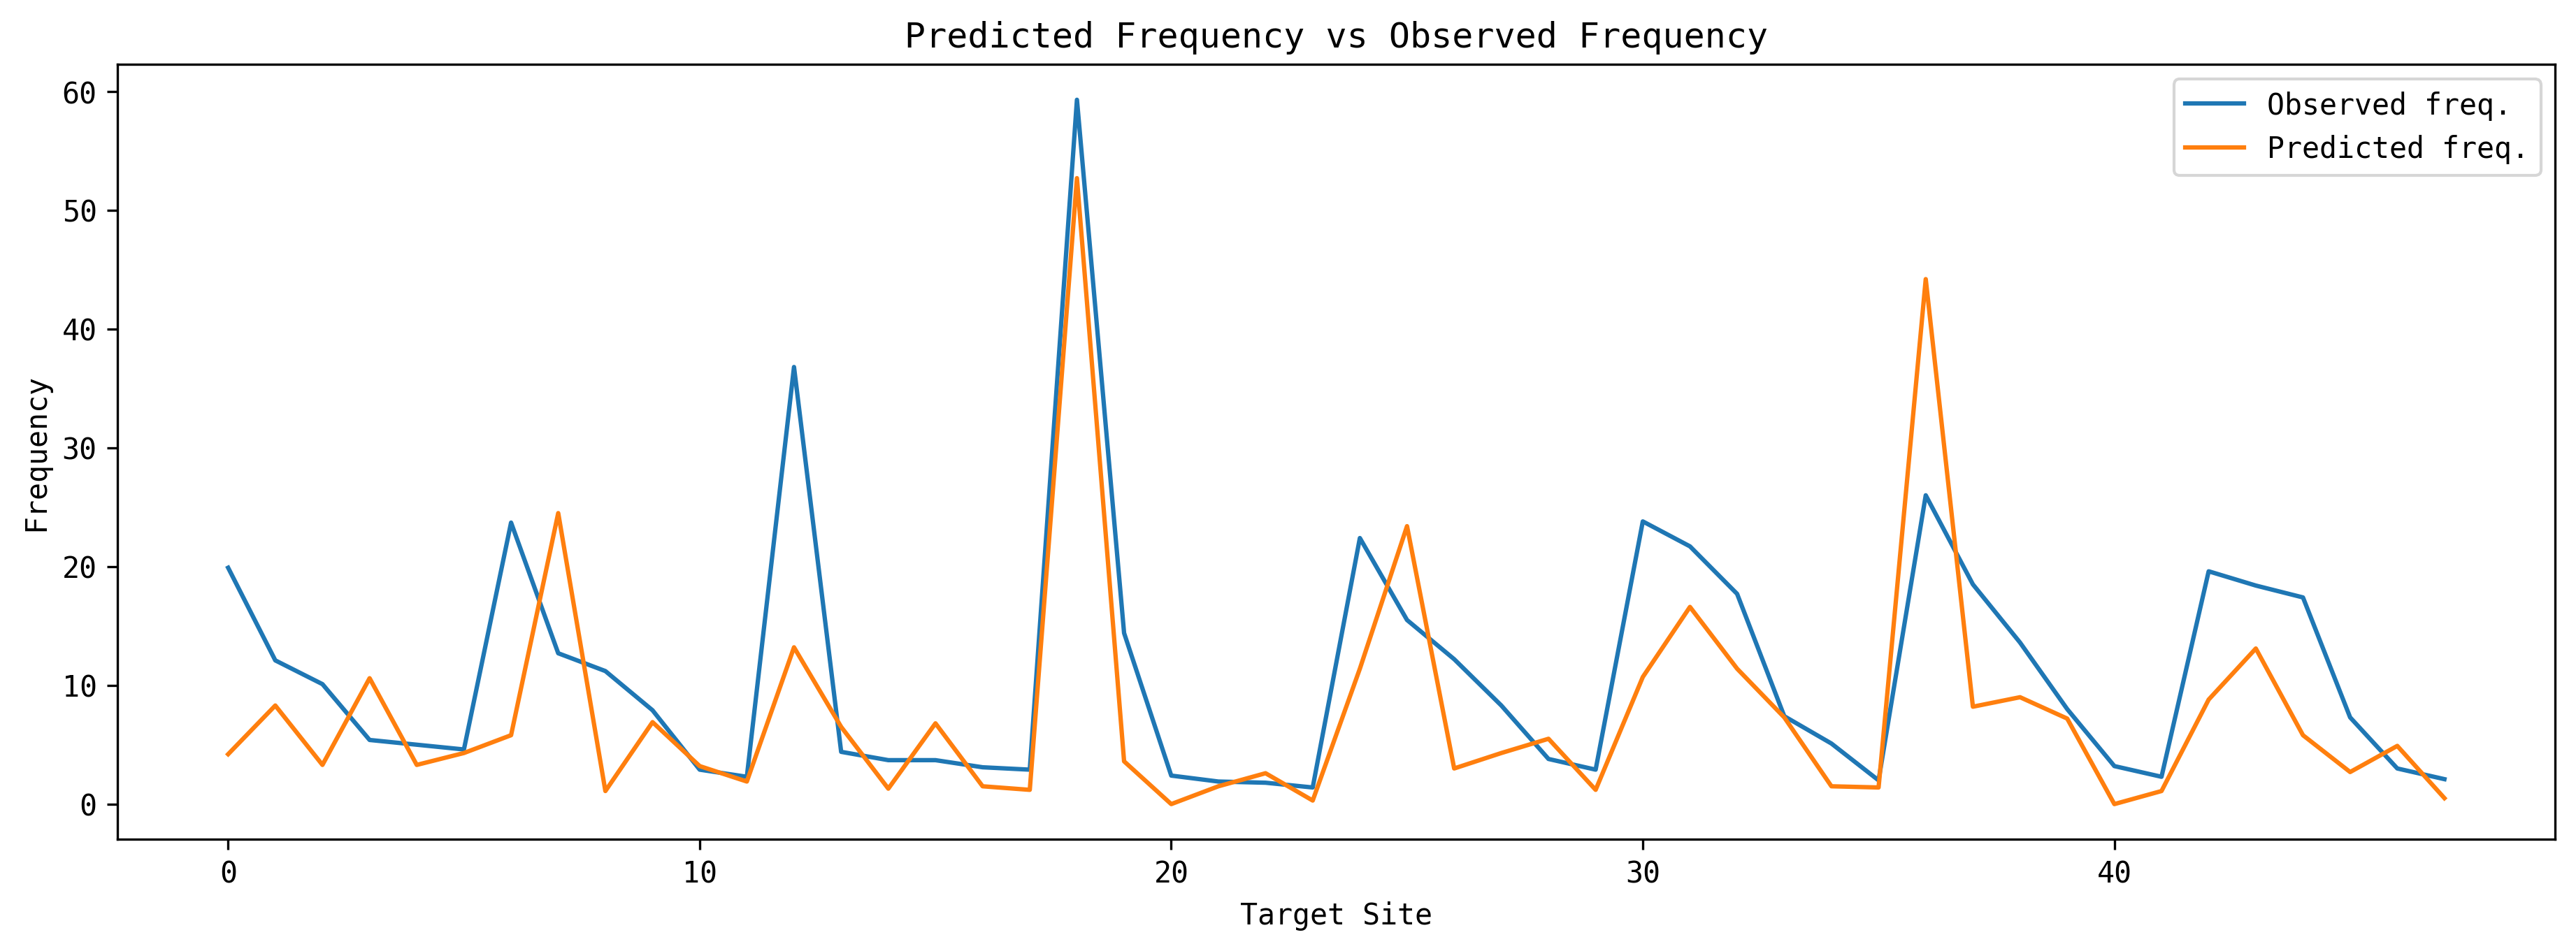 Predicted Frequency vs Observed Frequency
Observed freq.
Predicted freq.
60
50
40
30
20
10
0
Frequency
0 10 20 30 40
Target Site